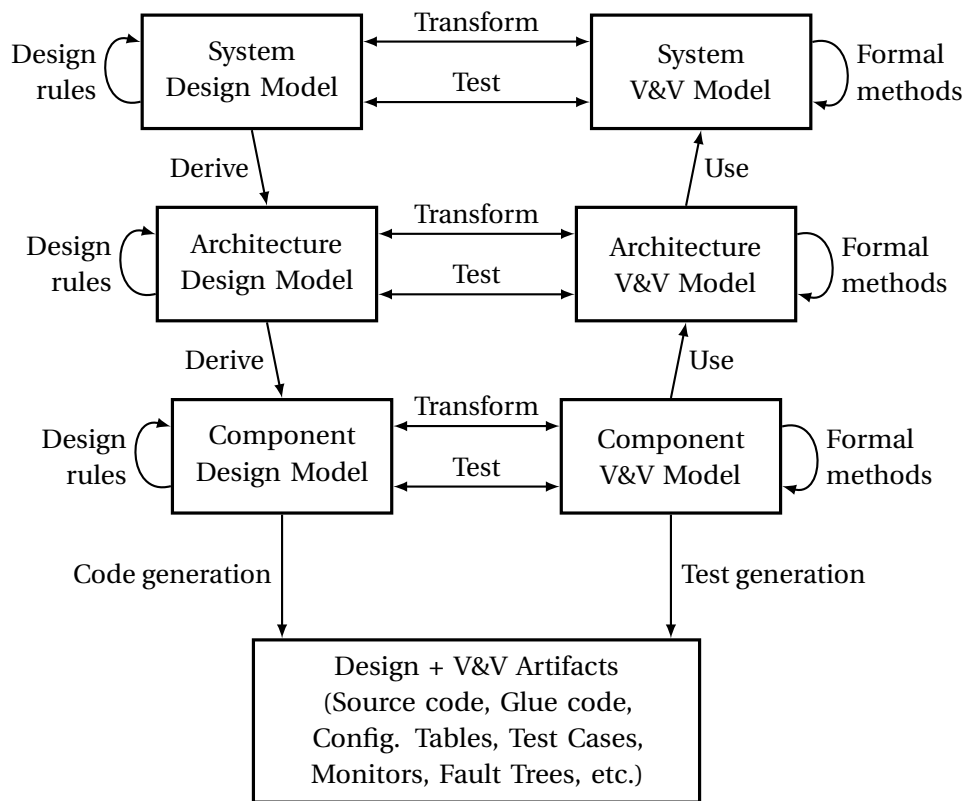 Design
rules
System
Design Model
Transform
Test
System
V&V Model
Formal
methods
Derive
Use
Design
rules
Architecture
Design Model
Transform
Test
Architecture
V&V Model
Formal
methods
Derive
Use
Design
rules
Component
Design Model
Transform
Test
Component
V&V Model
Formal
methods
Code generation
Test generation
Design + V&V Artifacts
(Source code, Glue code,
Config. Tables, Test Cases,
Monitors, Fault Trees, etc.)